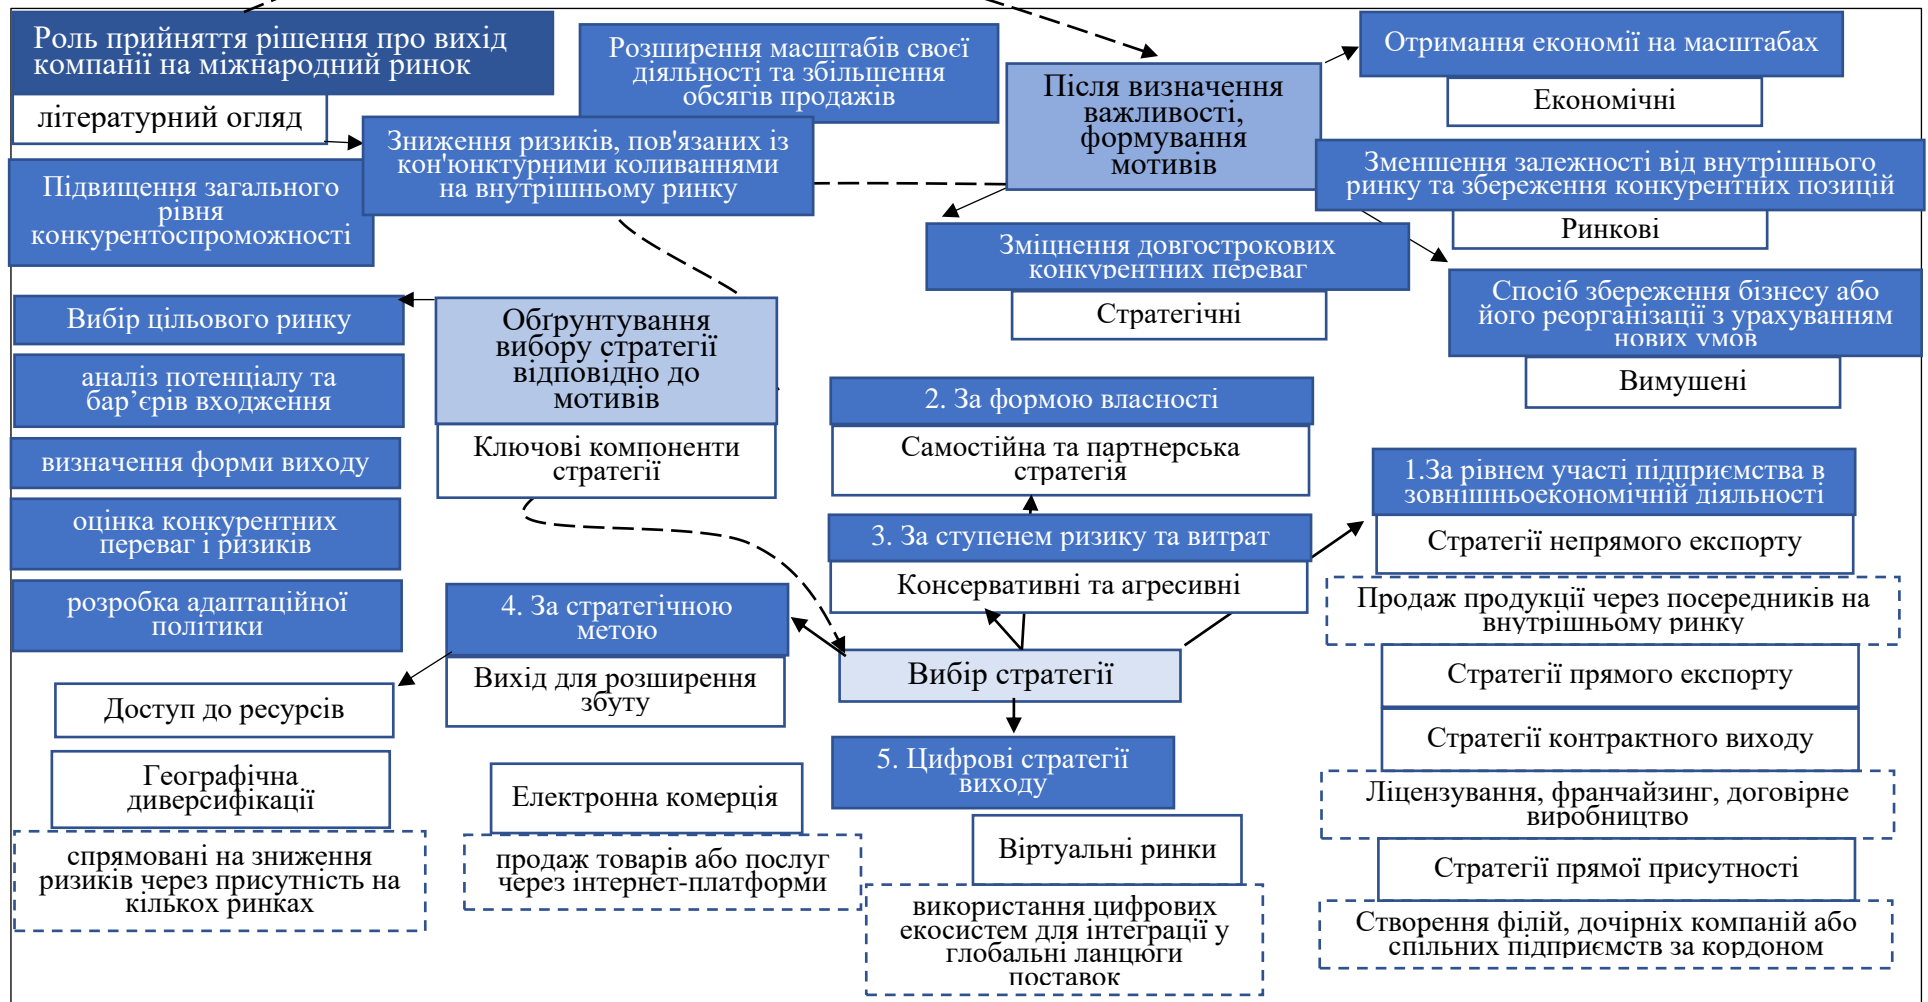 Роль прийняття рішення про вихід
компанії на міжнародний ринок
літературний огляд
Розширення масштабів своєї
діяльності та збільшення
обсягів продажів
Зниження ризиків, пов'язаних із
кон'юнктурними коливаннями
на внутрішньому ринку
Підвищення загального
рівня
конкурентоспроможності
Після визначення
важливості,
формування
мотивів
Отримання економії на масштабах
Економічні
Зменшення залежності від внутрішнього
ринку та збереження конкурентних позицій
Ринкові
Зміцнення довгострокових
конкурентних переваг
Стратегічні
Спосіб збереження бізнесу або
його реорганізації з урахуванням
нових умов
Вимушені
Обґрунтування
вибору стратегії
відповідно до
мотивів
Ключові компоненти
стратегії
Вибір цільового ринку
аналіз потенціалу та
бар’єрів входження
визначення форми виходу
оцінка конкурентних
переваг і ризиків
розробка адаптаційної
політики
2. За формою власності
Самостійна та партнерська
стратегія
3. За ступенем ризику та витрат
Консервативні та агресивні
1.За рівнем участі підприємства в
зовнішньоекономічній діяльності
Стратегії непрямого експорту
Продаж продукції через посередників на
внутрішньому ринку
Стратегії прямого експорту
Стратегії контрактного виходу
Ліцензування, франчайзинг, договірне
виробництво
Стратегії прямої присутності
Створення філій, дочірніх компаній або
спільних підприємств за кордоном
4. За стратегічною
метою
Вихід для розширення
збуту
Вибір стратегії
Доступ до ресурсів
Географічна
диверсифікації
спрямовані на зниження
ризиків через присутність на
кількох ринках
5. Цифрові стратегії
виходу
Електронна комерція
продаж товарів або послуг
через інтернет-платформи
Віртуальні ринки
використання цифрових
екосистем для інтеграції у
глобальні ланцюги
поставок